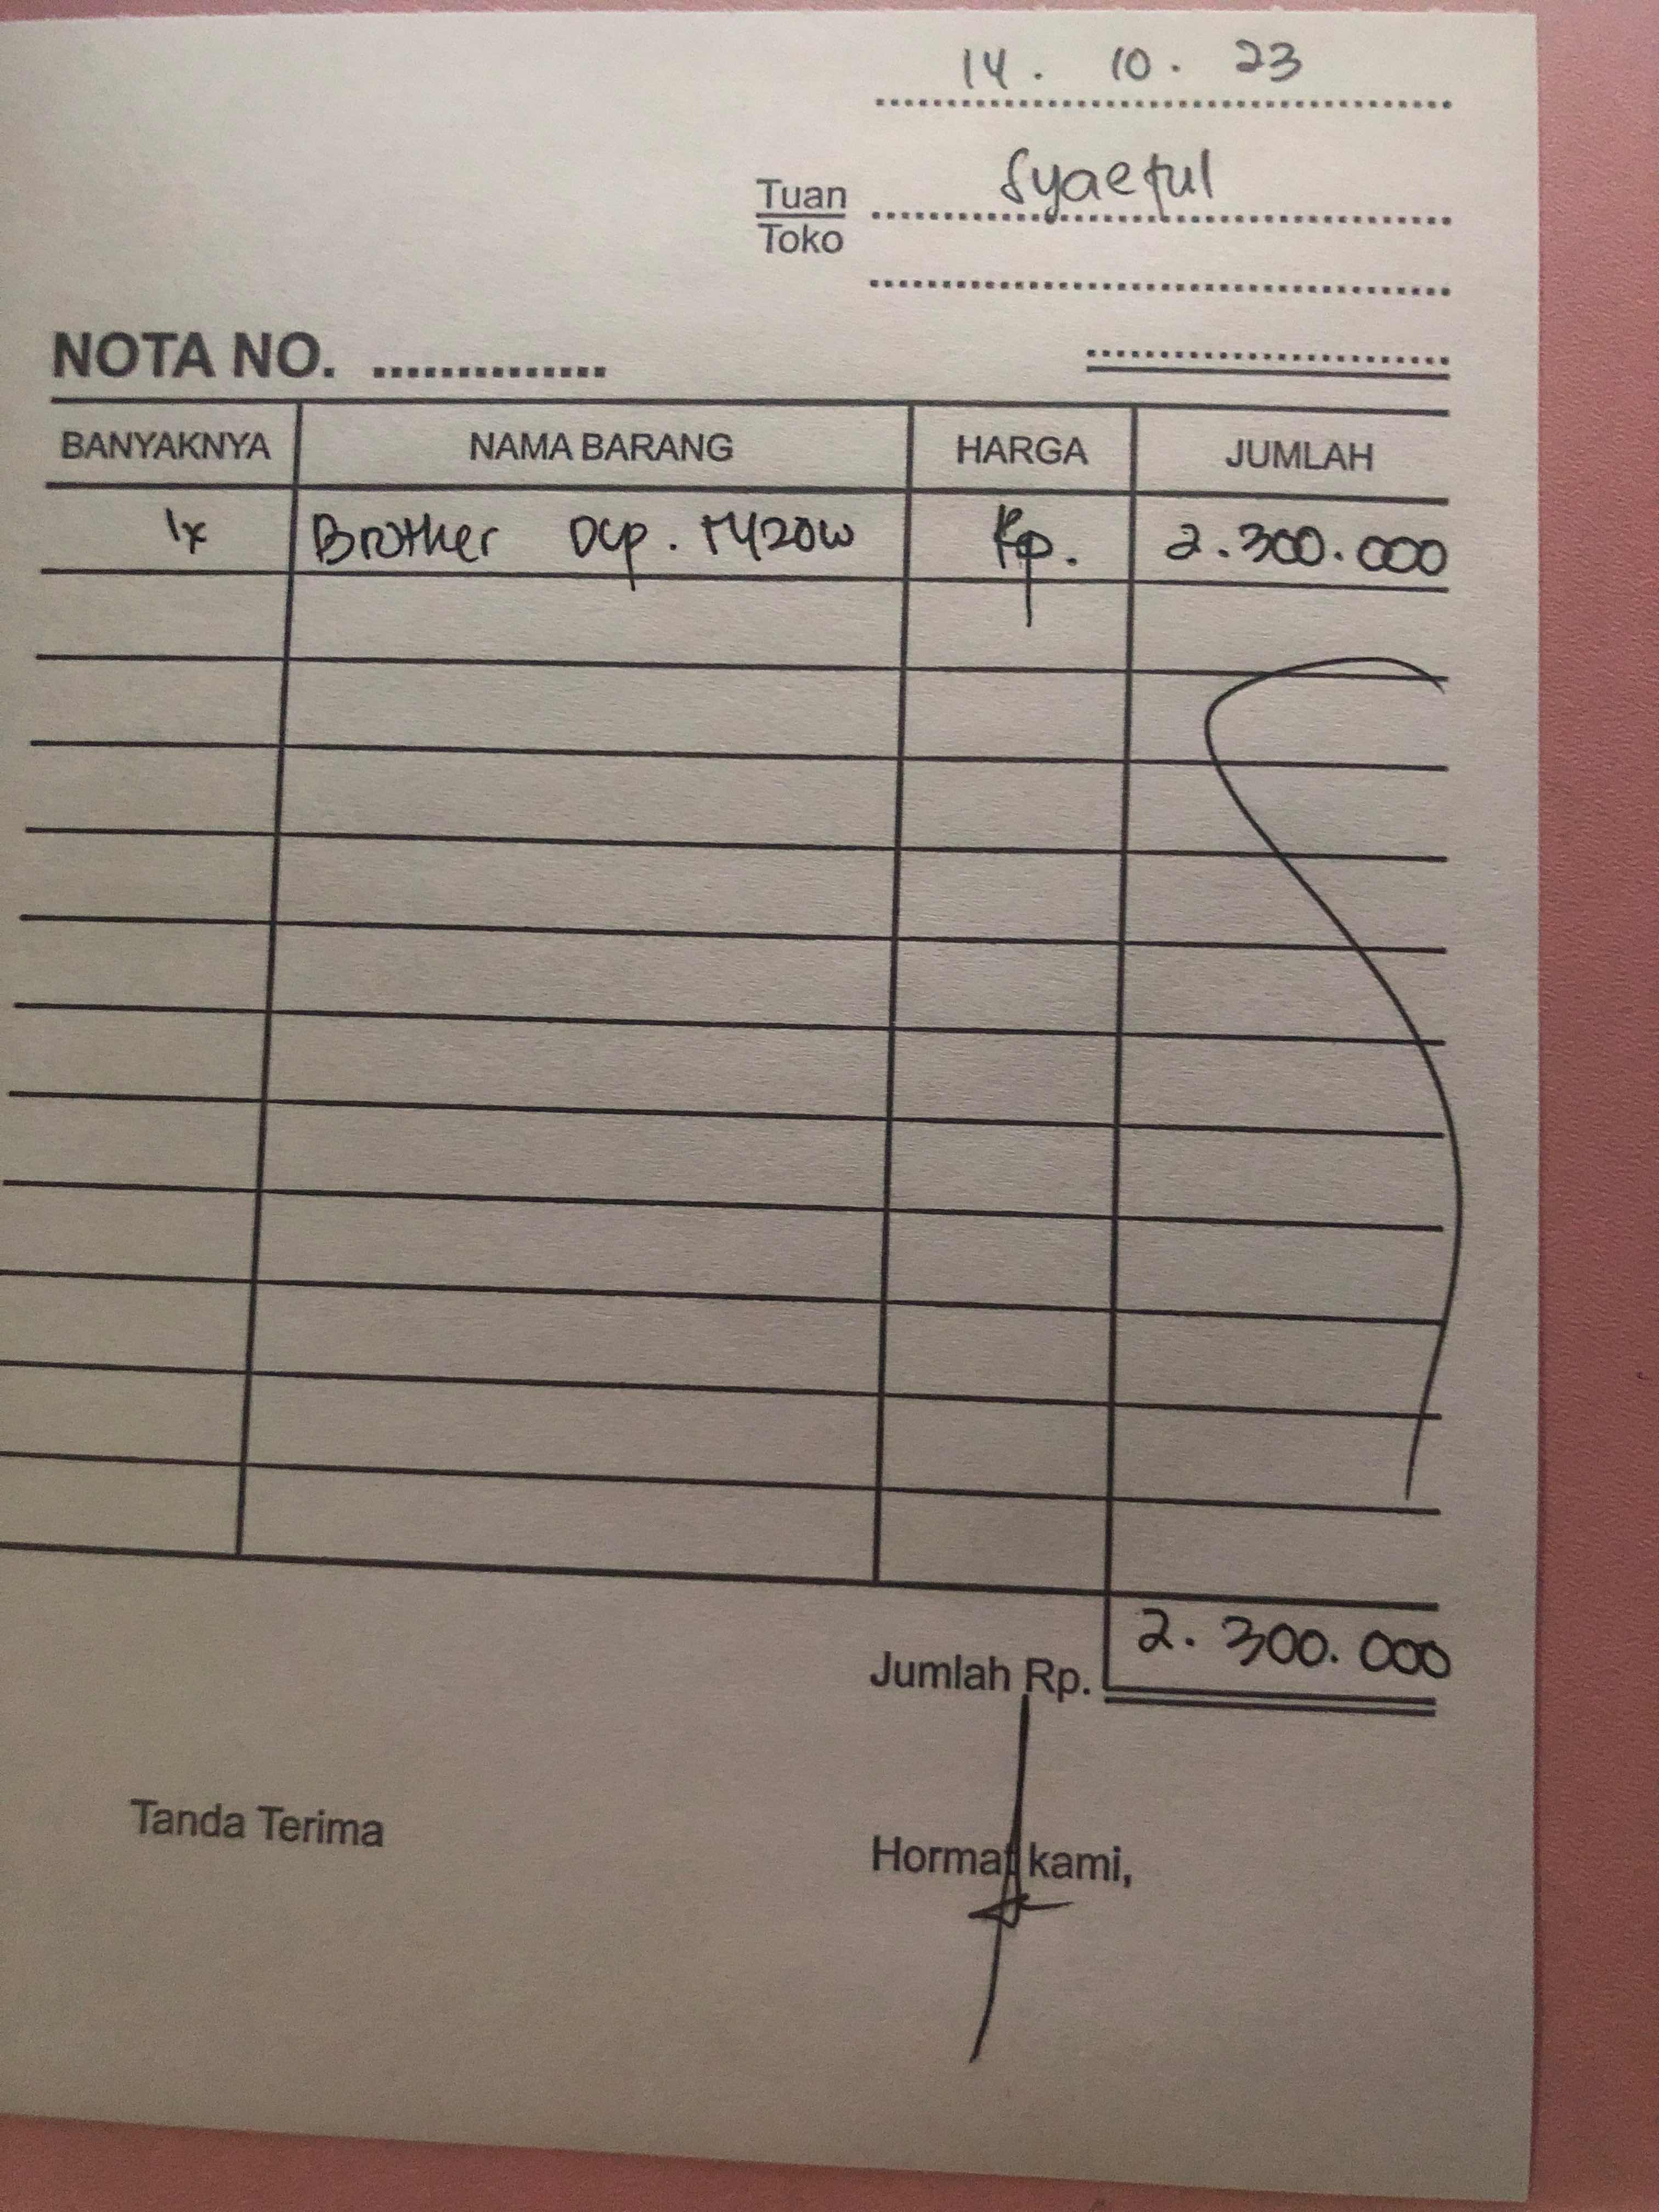 14. 10. 23
Tuan Syaeful
Toko
NOTA NO. ..............
BANYAKNYA NAMA BARANG HARGA JUMLAH
1x Brother Dcp. T420w Rp. 2.300.000
Jumlah Rp. 2.300.000
Tanda Terima Hormat kami,